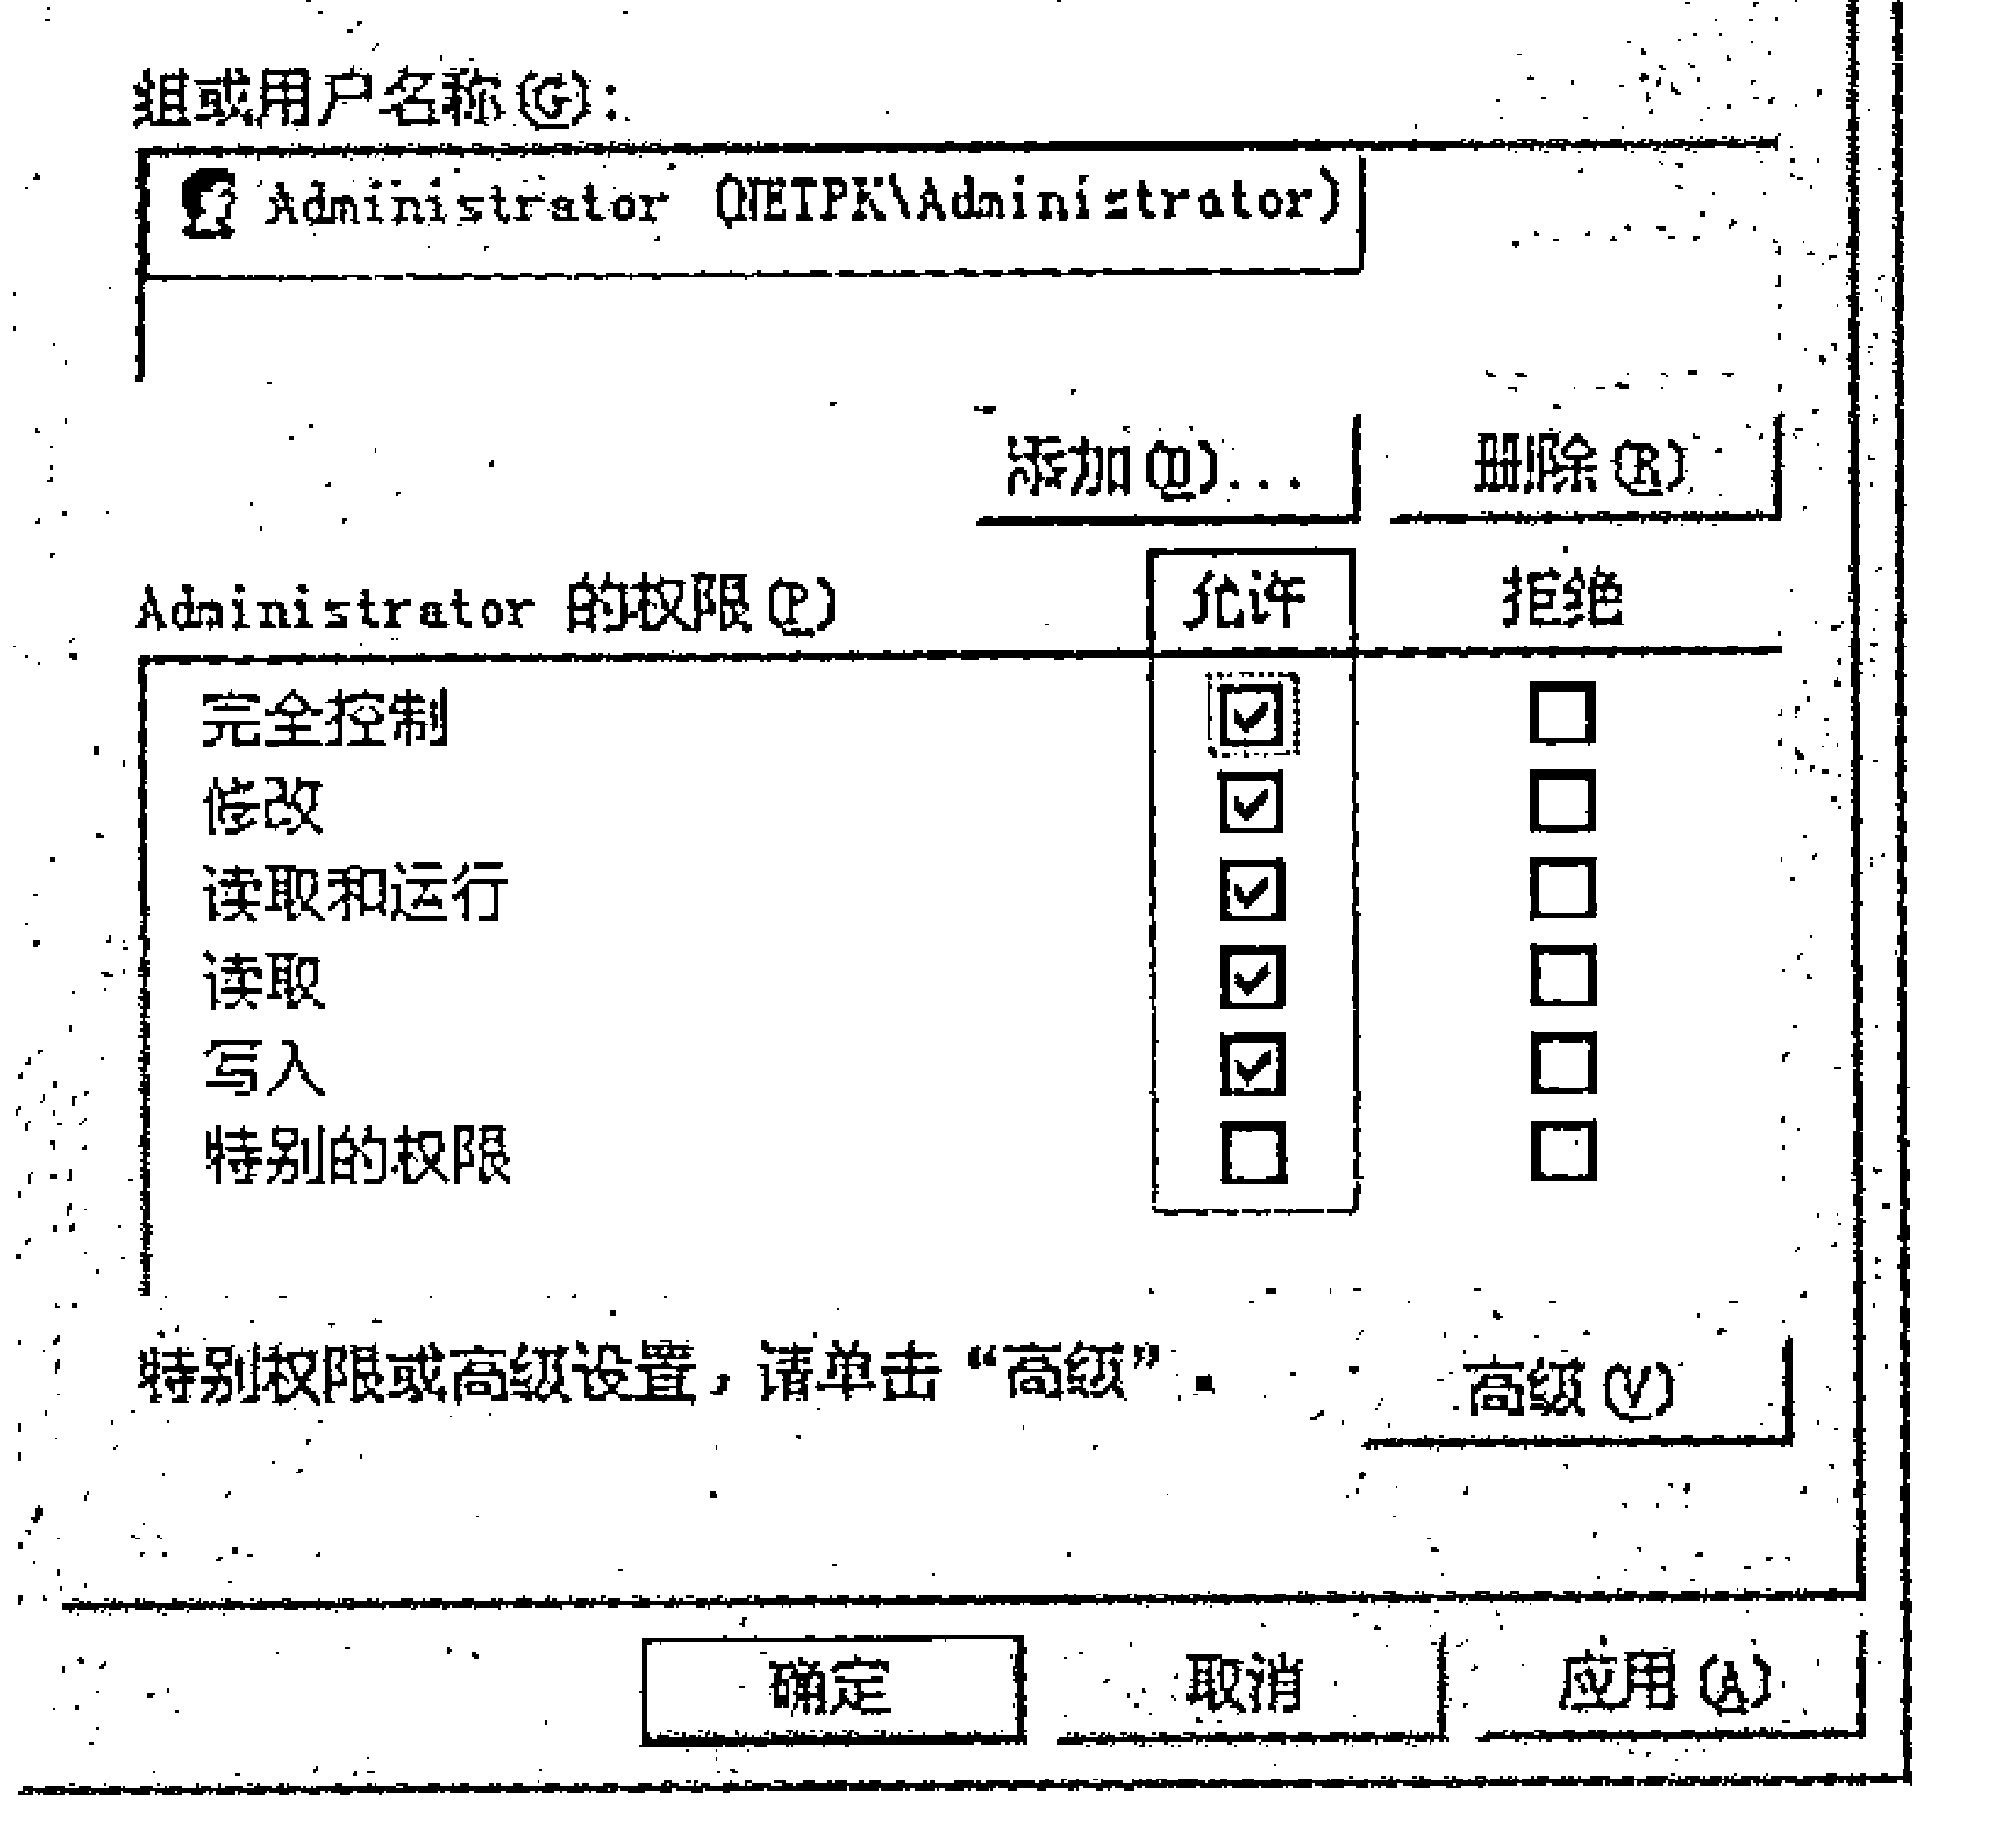 组或用户名称(G):
Administrator (NETPK\Administrator)
添加(D)... 删除(R)
Administrator 的权限(P) 允许 拒绝
完全控制
修改
读取和运行
读取
写入
特别的权限
特别权限或高级设置，请单击“高级”。 高级(V)
确定 取消 应用(A)